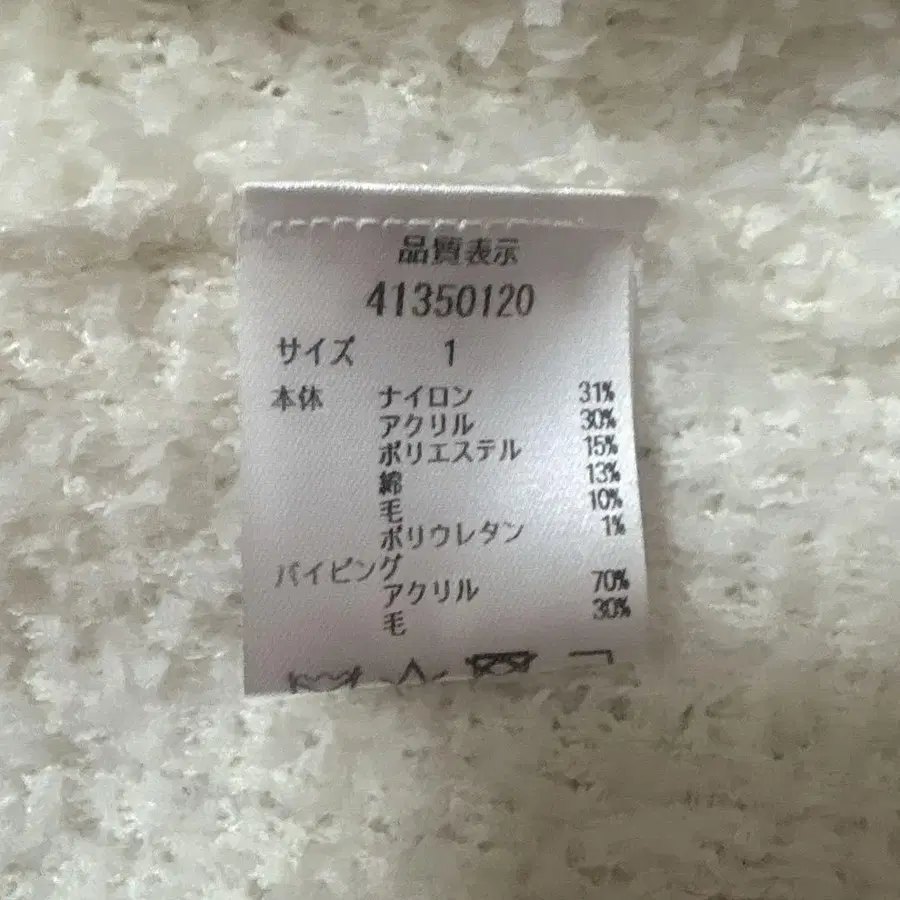 品質表示
41350120
サイズ 1
本体 ナイロン 31%
アクリル 30%
ポリエステル 15%
綿 13%
毛 10%
ポリウレタン 1%
パイピング
アクリル 70%
毛 30%